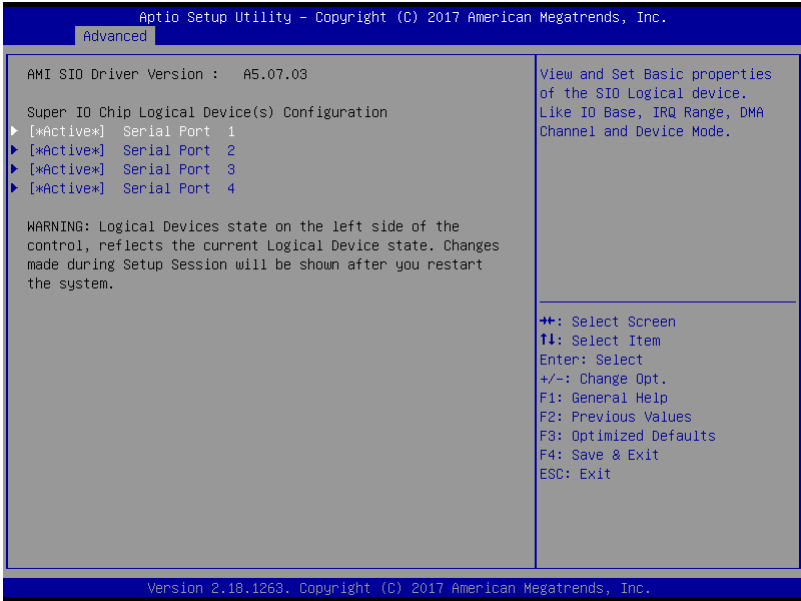 Aptio Setup Utility – Copyright (C) 2017 American Megatrends, Inc.
Advanced
AMI SIO Driver Version :   A5.07.03
Super IO Chip Logical Device(s) Configuration
[*Active*]  Serial Port  1
[*Active*]  Serial Port  2
[*Active*]  Serial Port  3
[*Active*]  Serial Port  4
WARNING: Logical Devices state on the left side of the
control, reflects the current Logical Device state. Changes
made during Setup Session will be shown after you restart
the system.
View and Set Basic properties
of the SIO Logical device.
Like IO Base, IRQ Range, DMA
Channel and Device Mode.
→←: Select Screen
↑↓: Select Item
Enter: Select
+/-: Change Opt.
F1: General Help
F2: Previous Values
F3: Optimized Defaults
F4: Save & Exit
ESC: Exit
Version 2.18.1263. Copyright (C) 2017 American Megatrends, Inc.